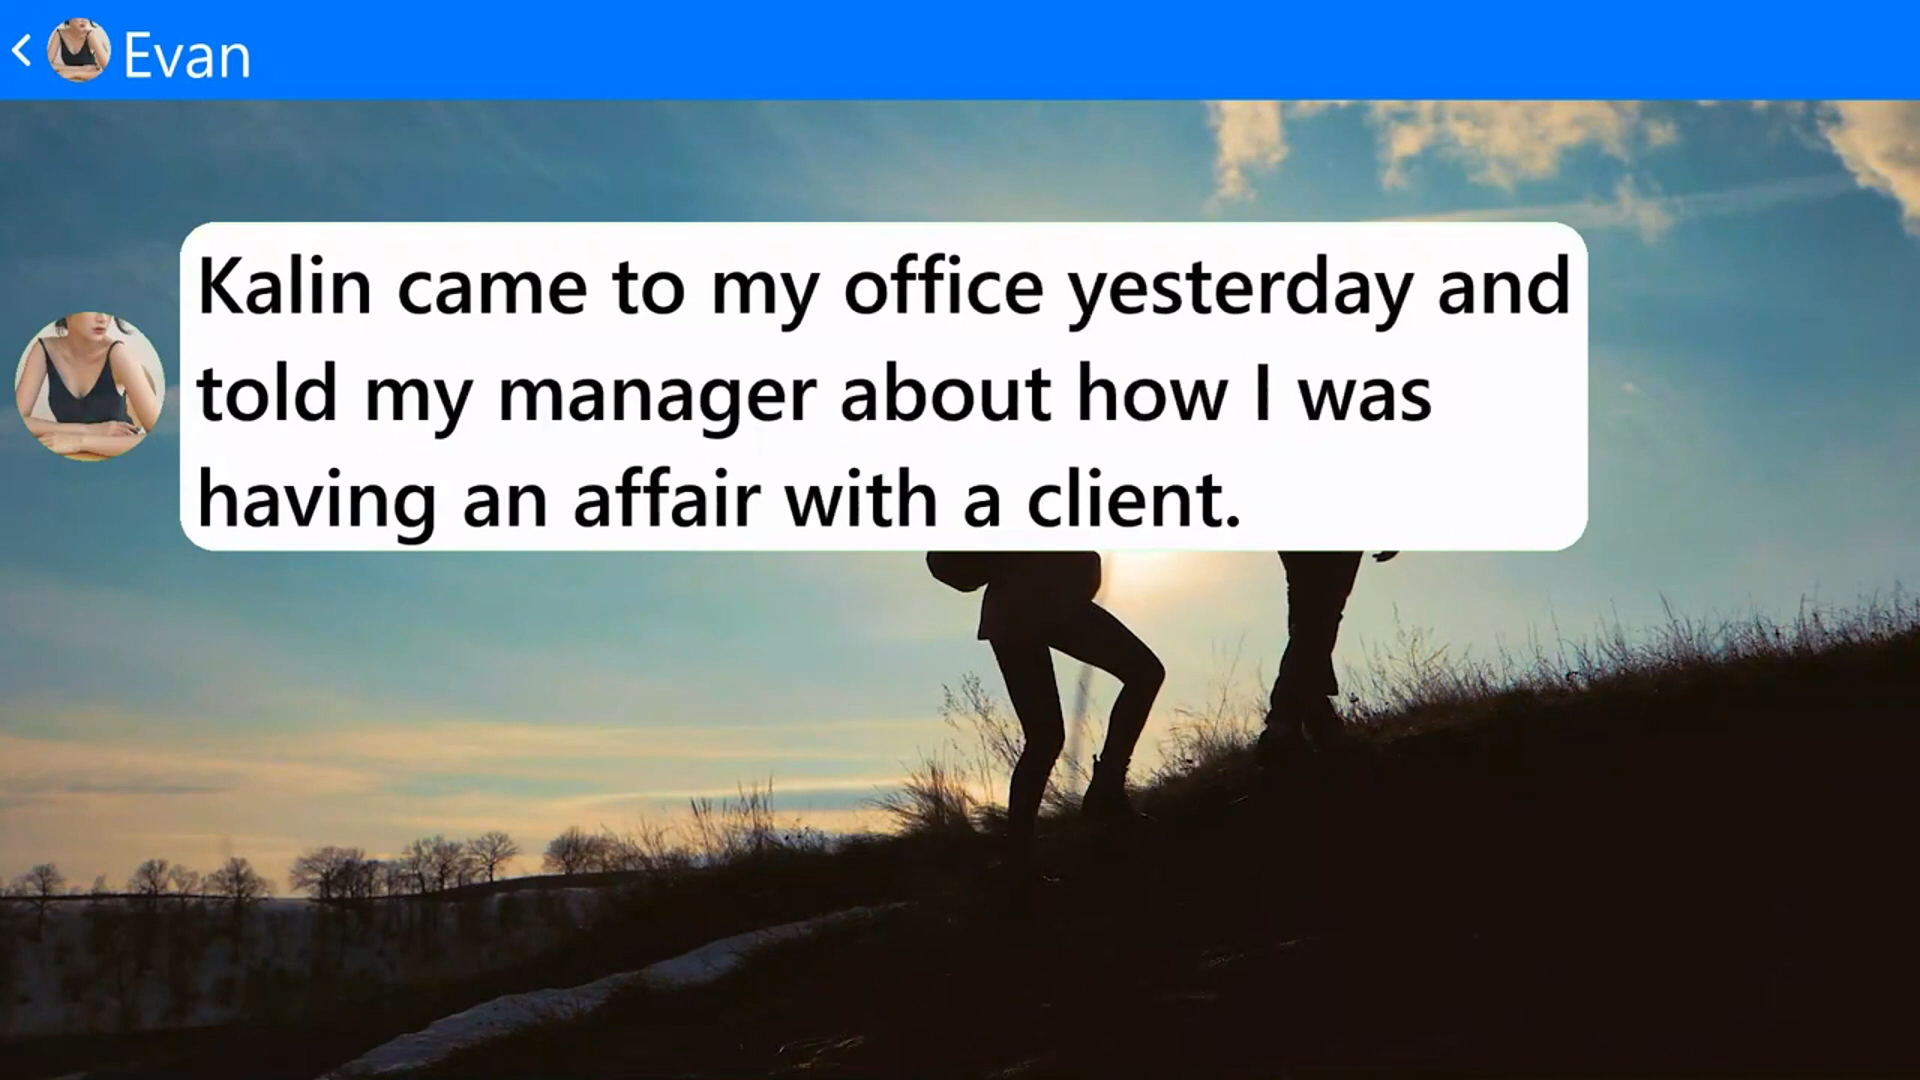 Evan
Kalin came to my office yesterday and
told my manager about how I was
having an affair with a client.